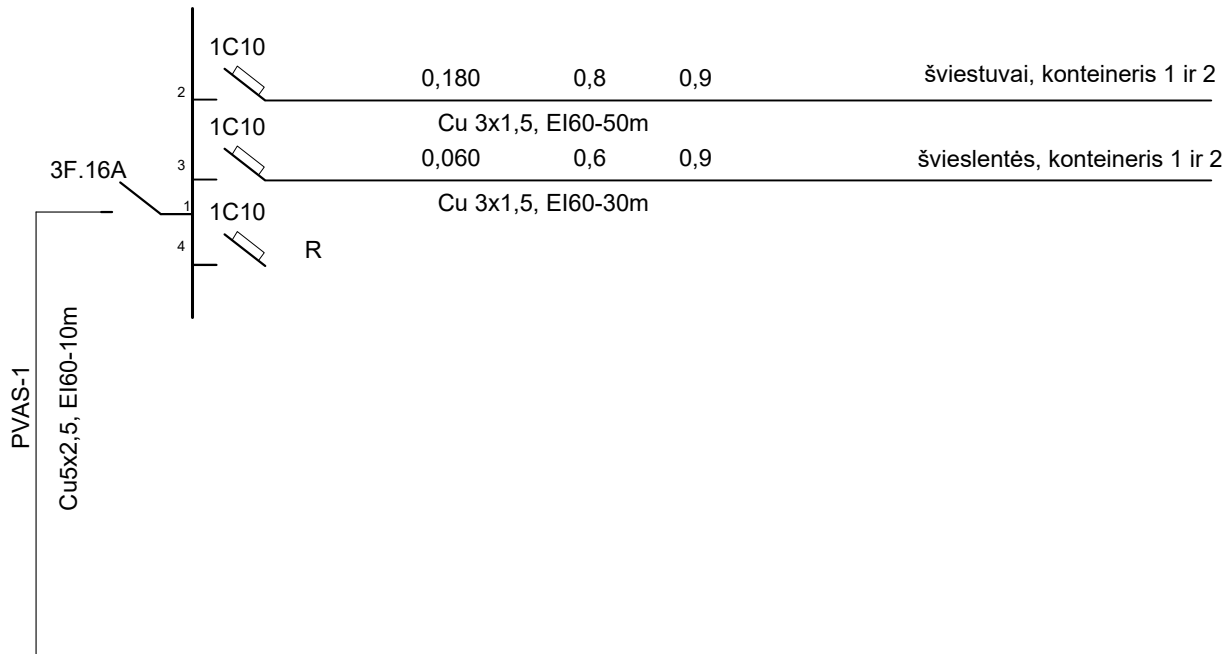 1C10
2
0,180 0,8 0,9 šviestuvai, konteineris 1 ir 2
Cu 3x1,5, EI60-50m
1C10
3
0,060 0,6 0,9 švieslentės, konteineris 1 ir 2
Cu 3x1,5, EI60-30m
3F.16A
1
1C10
4
R
PVAS-1
Cu5x2,5, EI60-10m